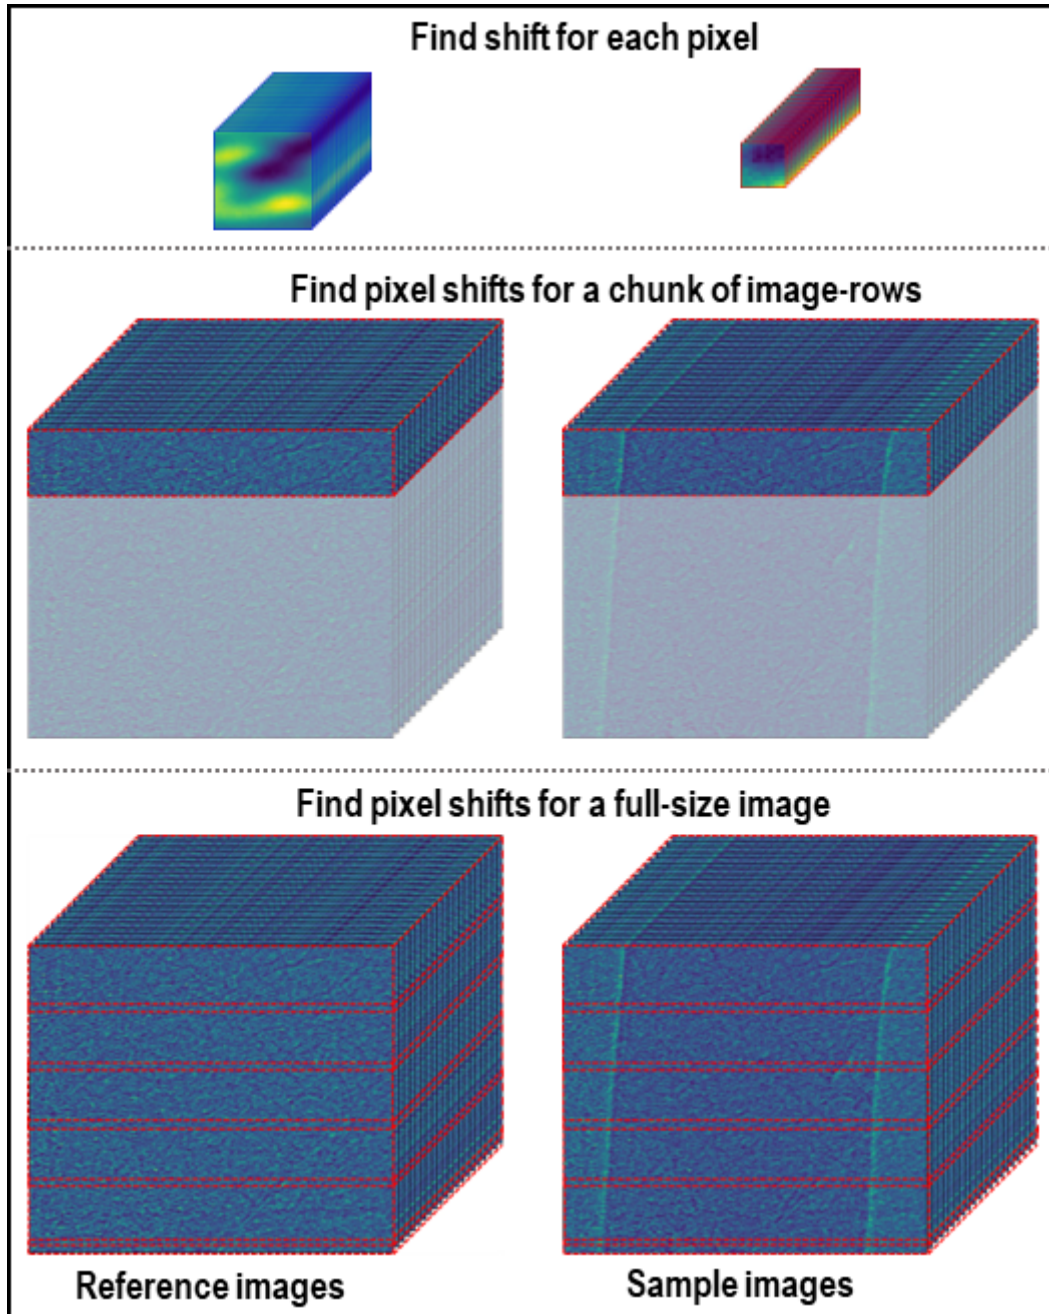 Find shift for each pixel
Find pixel shifts for a chunk of image-rows
Find pixel shifts for a full-size image
Reference images
Sample images